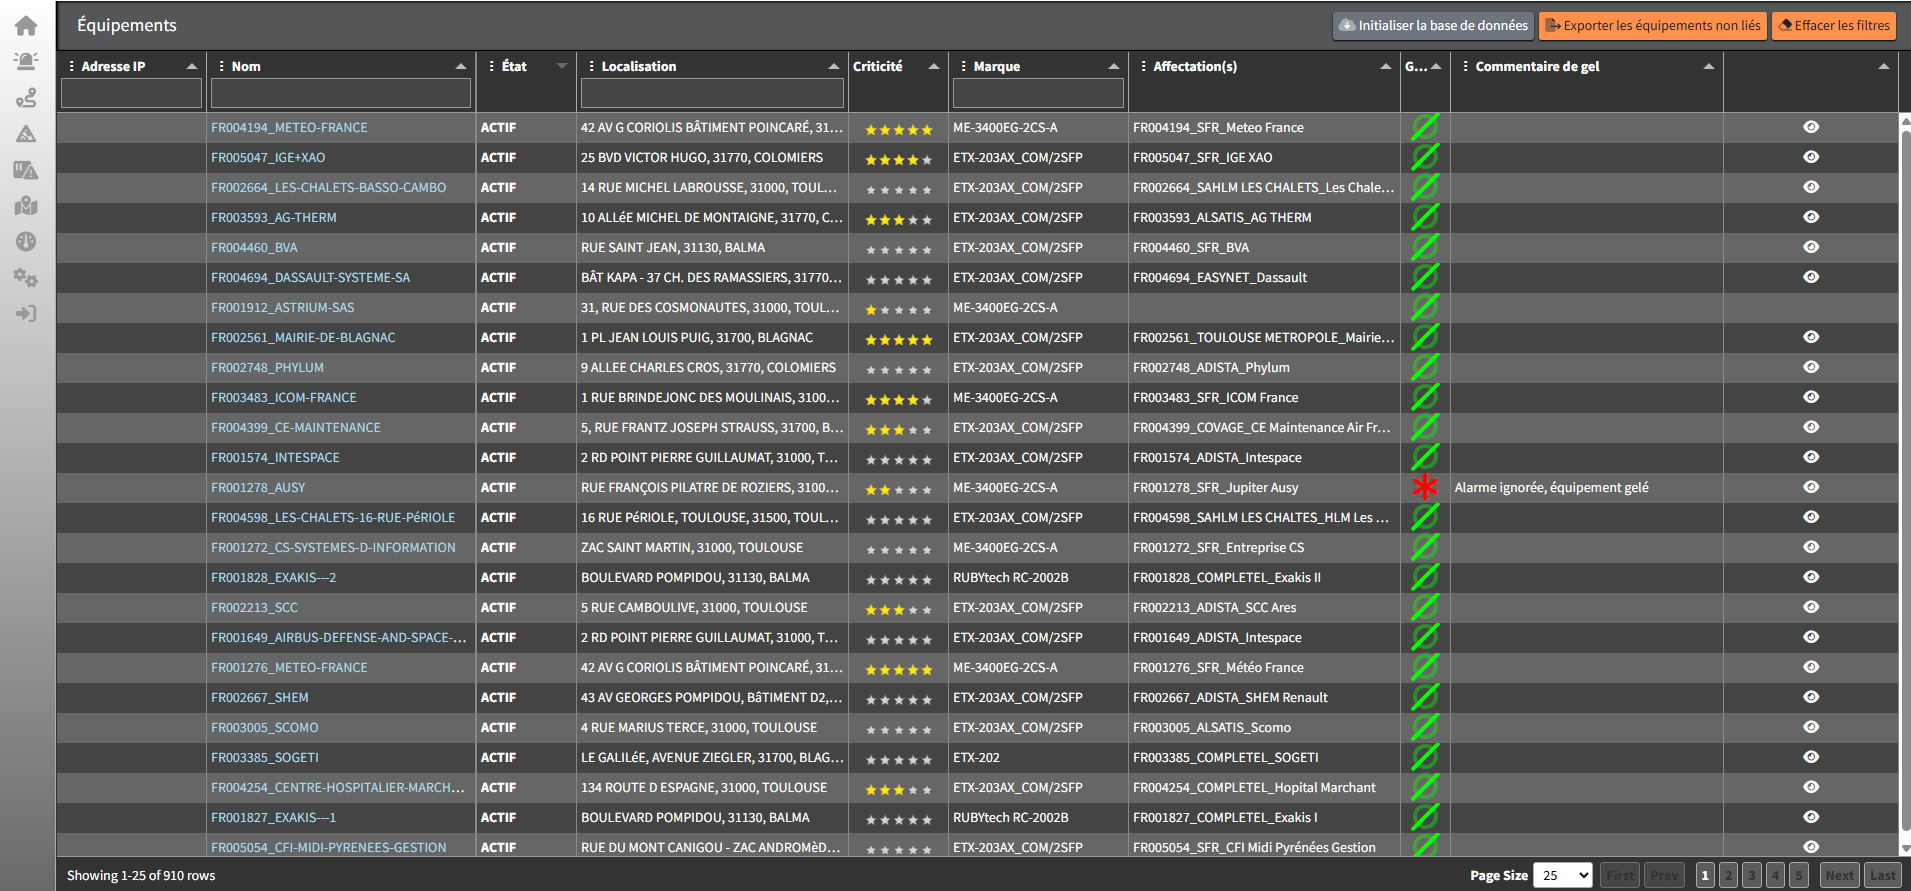 Équipements
Initialiser la base de données
Exporter les équipements non liés
Effacer les filtres
Adresse IP Nom État Localisation Criticité Marque Affectation(s) G... Commentaire de gel
FR004194_METEO-FRANCE ACTIF 42 AV G CORIOLIS BÂTIMENT POINCARÉ, 31... ME-3400EG-2CS-A FR004194_SFR_Meteo France
FR005047_IGE+XAO ACTIF 25 BVD VICTOR HUGO, 31770, COLOMIERS ETX-203AX_COM/2SFP FR005047_SFR_IGE XAO
FR002664_LES-CHALETS-BASSO-CAMBO ACTIF 14 RUE MICHEL LABROUSSE, 31000, TOUL... ETX-203AX_COM/2SFP FR002664_SAHLM LES CHALETS_Les Chale...
FR003593_AG-THERM ACTIF 10 ALLéE MICHEL DE MONTAIGNE, 31770, C... ETX-203AX_COM/2SFP FR003593_ALSATIS_AG THERM
FR004460_BVA ACTIF RUE SAINT JEAN, 31130, BALMA ETX-203AX_COM/2SFP FR004460_SFR_BVA
FR004694_DASSAULT-SYSTEME-SA ACTIF BÂT KAPA - 37 CH. DES RAMASSIERS, 31770... ETX-203AX_COM/2SFP FR004694_EASYNET_Dassault
FR001912_ASTRIUM-SAS ACTIF 31, RUE DES COSMONAUTES, 31000, TOUL... ME-3400EG-2CS-A
FR002561_MAIRIE-DE-BLAGNAC ACTIF 1 PL JEAN LOUIS PUIG, 31700, BLAGNAC ETX-203AX_COM/2SFP FR002561_TOULOUSE METROPOLE_Mairie...
FR002748_PHYLUM ACTIF 9 ALLEE CHARLES CROS, 31770, COLOMIERS ETX-203AX_COM/2SFP FR002748_ADISTA_Phylum
FR003483_ICOM-FRANCE ACTIF 1 RUE BRINDEJONC DES MOULINAIS, 3100... ME-3400EG-2CS-A FR003483_SFR_ICOM France
FR004399_CE-MAINTENANCE ACTIF 5, RUE FRANTZ JOSEPH STRAUSS, 31700, B... ETX-203AX_COM/2SFP FR004399_COVAGE_CE Maintenance Air Fr...
FR001574_INTESPACE ACTIF 2 RD POINT PIERRE GUILLAUMAT, 31000, T... ETX-203AX_COM/2SFP FR001574_ADISTA_Intespace
FR001278_AUSY ACTIF RUE FRANÇOIS PILATRE DE ROZIERS, 3100... ME-3400EG-2CS-A FR001278_SFR_Jupiter Ausy Alarme ignorée, équipement gelé
FR004598_LES-CHALETS-16-RUE-PéRIOLE ACTIF 16 RUE PéRIOLE, TOULOUSE, 31500, TOUL... ETX-203AX_COM/2SFP FR004598_SAHLM LES CHALTES_HLM Les ...
FR001272_CS-SYSTEMES-D-INFORMATION ACTIF ZAC SAINT MARTIN, 31000, TOULOUSE ME-3400EG-2CS-A FR001272_SFR_Entreprise CS
FR001828_EXAKIS---2 ACTIF BOULEVARD POMPIDOU, 31130, BALMA RUBYtech RC-2002B FR001828_COMPLETEL_Exakis II
FR002213_SCC ACTIF 5 RUE CAMBOULIVE, 31000, TOULOUSE ETX-203AX_COM/2SFP FR002213_ADISTA_SCC Ares
FR001649_AIRBUS-DEFENSE-AND-SPACE-... ACTIF 2 RD POINT PIERRE GUILLAUMAT, 31000, T... ETX-203AX_COM/2SFP FR001649_ADISTA_Intespace
FR001276_METEO-FRANCE ACTIF 42 AV G CORIOLIS BÂTIMENT POINCARÉ, 31... ME-3400EG-2CS-A FR001276_SFR_Météo France
FR002667_SHEM ACTIF 43 AV GEORGES POMPIDOU, BâTIMENT D2,... ETX-203AX_COM/2SFP FR002667_ADISTA_SHEM Renault
FR003005_SCOMO ACTIF 4 RUE MARIUS TERCE, 31000, TOULOUSE ETX-203AX_COM/2SFP FR003005_ALSATIS_Scomo
FR003385_SOGETI ACTIF LE GALILéE, AVENUE ZIEGLER, 31700, BLAG... ETX-202 FR003385_COMPLETEL_SOGETI
FR004254_CENTRE-HOSPITALIER-MARCH... ACTIF 134 ROUTE D ESPAGNE, 31000, TOULOUSE ETX-203AX_COM/2SFP FR004254_COMPLETEL_Hopital Marchant
FR001827_EXAKIS---1 ACTIF BOULEVARD POMPIDOU, 31130, BALMA RUBYtech RC-2002B FR001827_COMPLETEL_Exakis I
FR005054_CFI-MIDI-PYRENEES-GESTION ACTIF RUE DU MONT CANIGOU - ZAC ANDROMèD... ETX-203AX_COM/2SFP FR005054_SFR_CFI Midi Pyrénées Gestion
Showing 1-25 of 910 rows Page Size 25 First Prev 1 2 3 4 5 Next Last